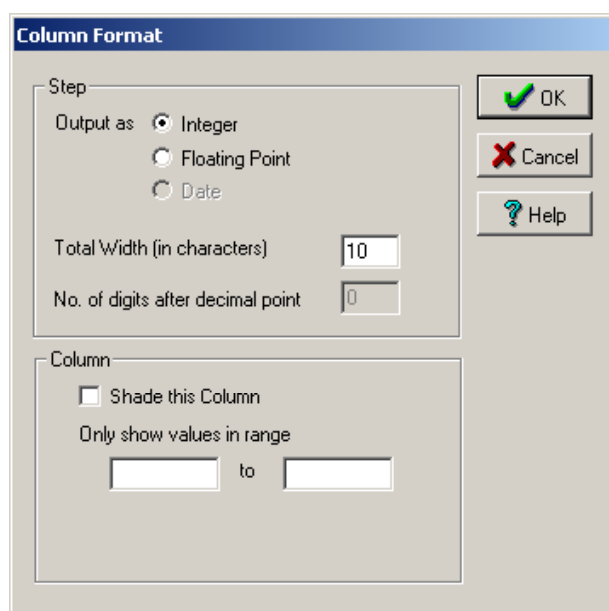 Column Format
Step
Output as Integer
Floating Point
Date
Total Width (in characters) 10
No. of digits after decimal point 0
Column
Shade this Column
Only show values in range
to
OK
Cancel
Help